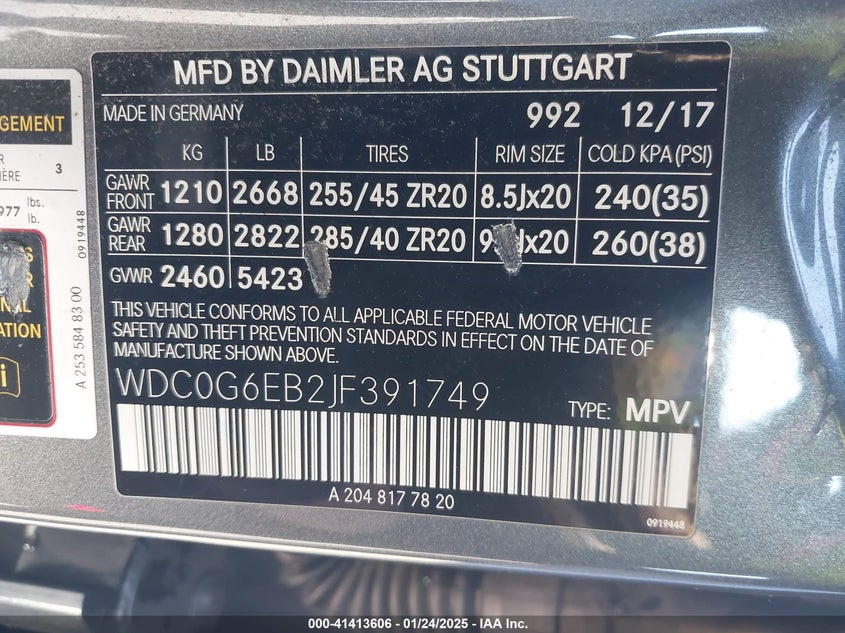 MFD BY DAIMLER AG STUTTGART
MADE IN GERMANY 992 12/17
KG LB TIRES RIM SIZE COLD KPA (PSI)
GAWR FRONT 1210 2668 255/45 ZR20 8.5Jx20 240(35)
GAWR REAR 1280 2822 285/40 ZR20 Jx20 260(38)
GVWR 2460 5423
THIS VEHICLE CONFORMS TO ALL APPLICABLE FEDERAL MOTOR VEHICLE
SAFETY AND THEFT PREVENTION STANDARDS IN EFFECT ON THE DATE OF
MANUFACTURE SHOWN ABOVE.
WDC0G6EB2JF391749
TYPE: MPV
A 204 817 78 20
0919448
3
977 lbs.
lb.
0919448
A 253 584 83 00
000-41413606 - 01/24/2025 - IAA Inc.